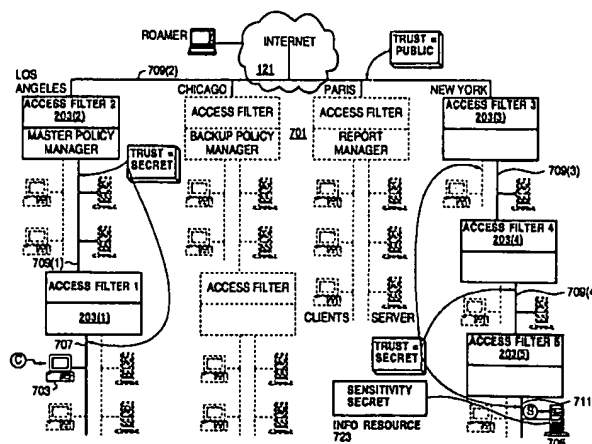 ROAMER
INTERNET
121
TRUST =
PUBLIC
709(2)
LOS
ANGELES
CHICAGO
PARIS
NEW YORK
ACCESS FILTER 2
203(2)
MASTER POLICY
MANAGER
TRUST =
SECRET
ACCESS FILTER
BACKUP POLICY
MANAGER
701
ACCESS FILTER
REPORT
MANAGER
ACCESS FILTER 3
203(3)
709(3)
ACCESS FILTER 4
203(4)
709(1)
ACCESS FILTER 1
203(1)
ACCESS FILTER
CLIENTS
SERVER
709(4
TRUST =
SECRET
ACCESS FILTER 5
203(5)
707
C
703
SENSITIVITY
SECRET
INFO RESOURCE
723
711
S
705